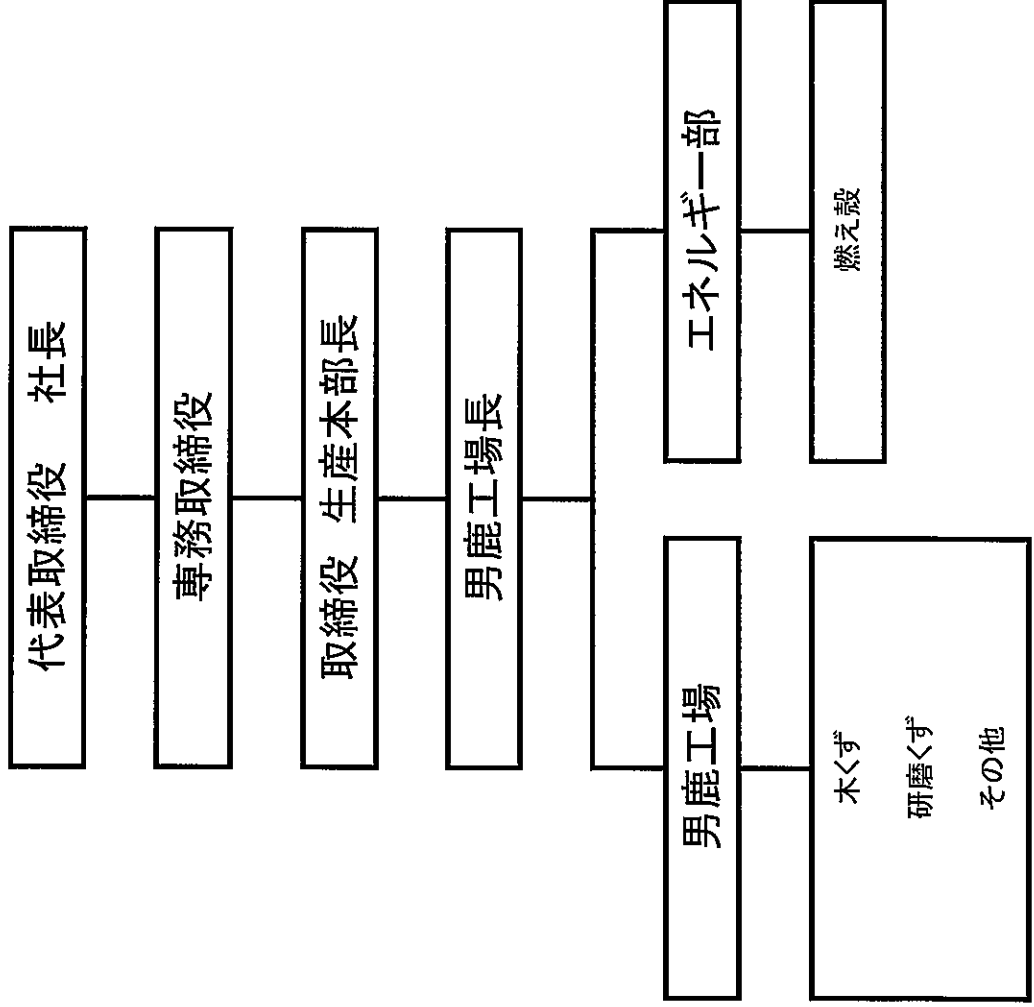 代表取締役　社長
専務取締役
取締役　生産本部長
男鹿工場長
男鹿工場
エネルギー部
木くず
研磨くず
その他
燃え殻